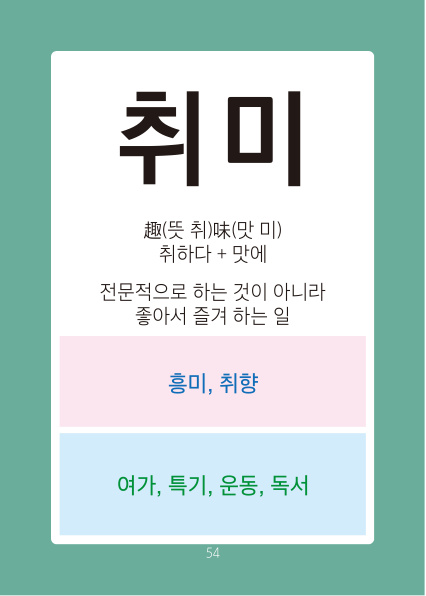 취미
趣(뜻 취)味(맛 미)
취하다 + 맛에
전문적으로 하는 것이 아니라
좋아서 즐겨 하는 일
흥미, 취향
여가, 특기, 운동, 독서
54